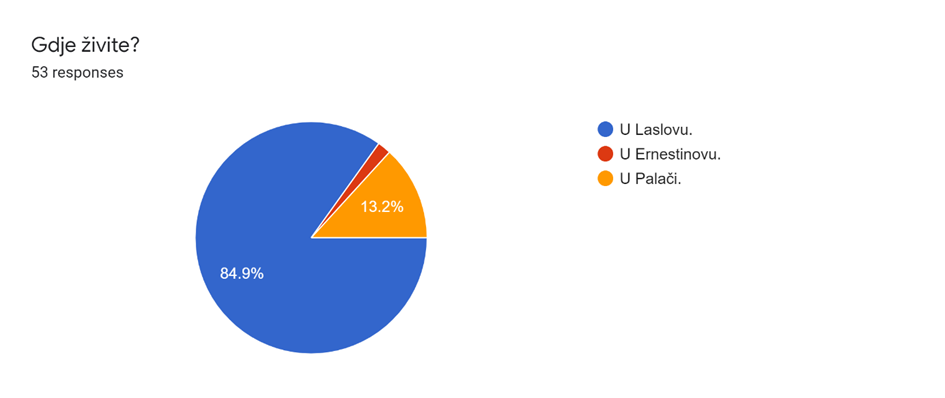 Gdje živite?
53 responses
U Laslovu.
U Ernestinovu.
U Palači.
13.2%
84.9%